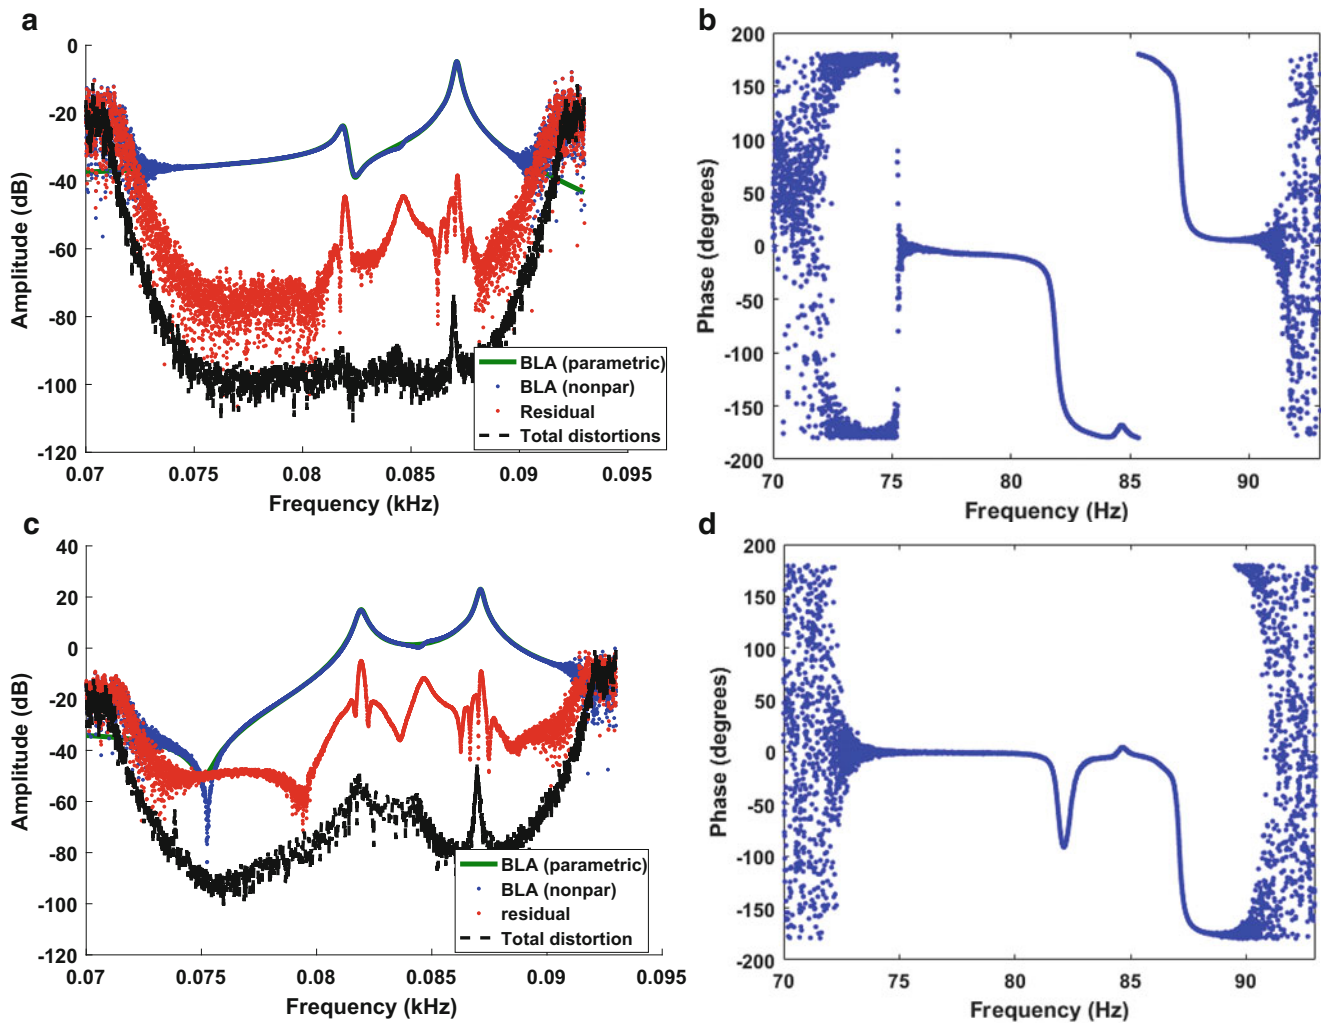 a
0
-20
-40
-60
-80
-100
-120
Amplitude (dB)
0.07
0.075
0.08
0.085
0.09
0.095
Frequency (kHz)
BLA (parametric)
BLA (nonpar)
Residual
Total distortions
b
200
150
100
50
0
-50
-100
-150
-200
Phase (degrees)
70
75
80
85
90
Frequency (Hz)
c
40
20
0
-20
-40
-60
-80
-100
-120
Amplitude (dB)
0.07
0.075
0.08
0.085
0.09
0.095
Frequency (kHz)
BLA (parametric)
BLA (nonpar)
residual
Total distortion
d
200
150
100
50
0
-50
-100
-150
-200
Phase (degrees)
70
75
80
85
90
Frequency (Hz)